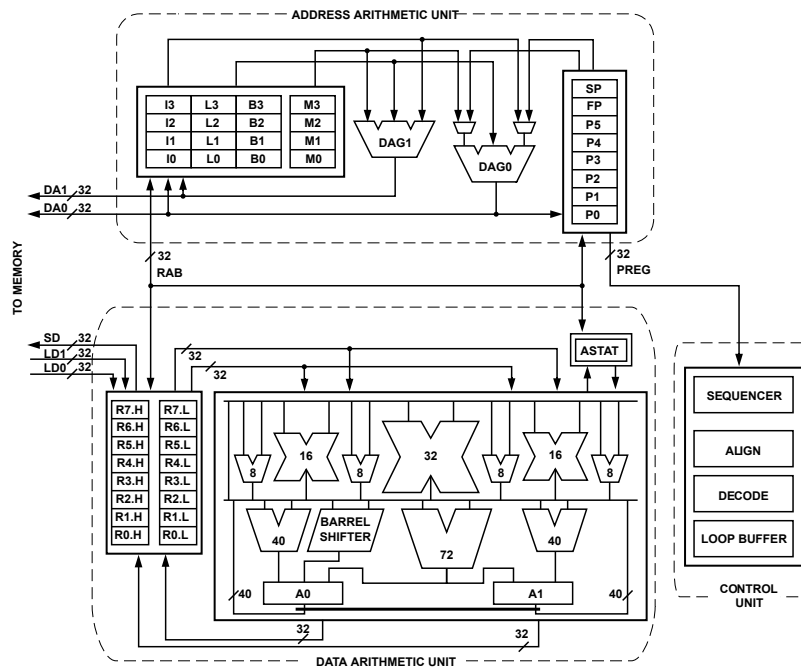 ADDRESS ARITHMETIC UNIT
I3 L3 B3 M3
I2 L2 B2 M2
I1 L1 B1 M1
I0 L0 B0 M0
DAG1
DAG0
SP
FP
P5
P4
P3
P2
P1
P0
DA1 32
DA0 32
32
RAB
32
PREG
TO MEMORY
SD 32
LD1 32
LD0 32
32
32
ASTAT
R7.H R7.L
R6.H R6.L
R5.H R5.L
R4.H R4.L
R3.H R3.L
R2.H R2.L
R1.H R1.L
R0.H R0.L
8 16 8 32 8 16 8
40
BARREL
SHIFTER
72
40
40
A0
A1
40
32
32
DATA ARITHMETIC UNIT
SEQUENCER
ALIGN
DECODE
LOOP BUFFER
CONTROL
UNIT